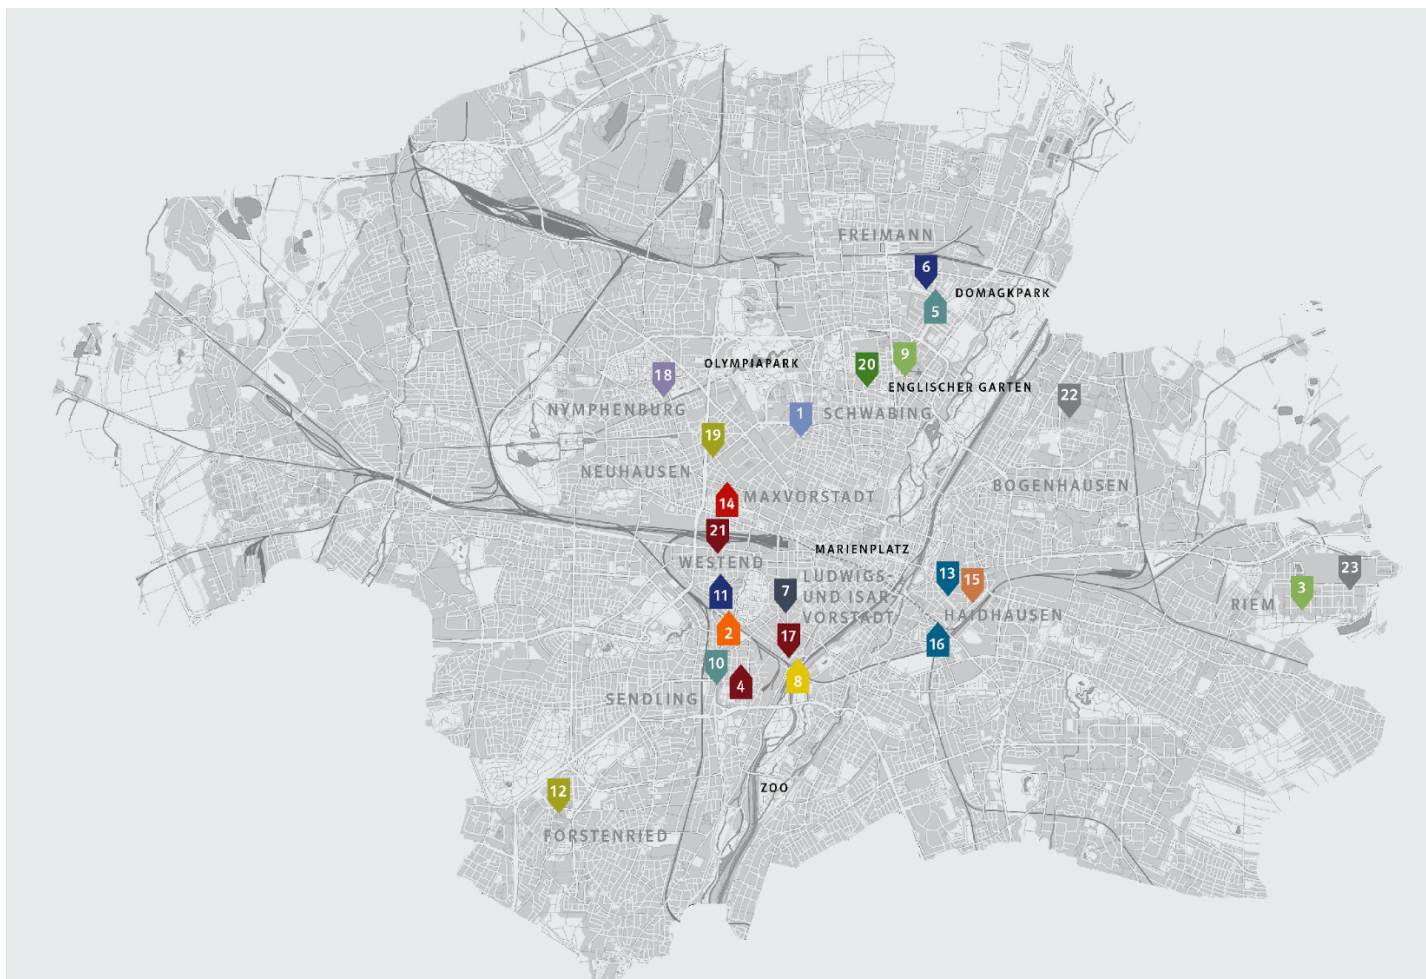 FREIMANN
6
DOMAGKPARK
5
9
20
OLYMPIAPARK
18
ENGLISCHER GARTEN
22
NYMPHENBURG
1
SCHWABING
19
NEUHAUSEN
BOGENHAUSEN
14
MAXVORSTADT
21
MARIENPLATZ
WESTEND
13
15
23
3
RIEM
11
7
LUDWIGS-
UND ISAR
VORSTADT
HAIDHAUSEN
2
17
16
10
4
8
SENDLING
12
ZOO
FORSTENRIED